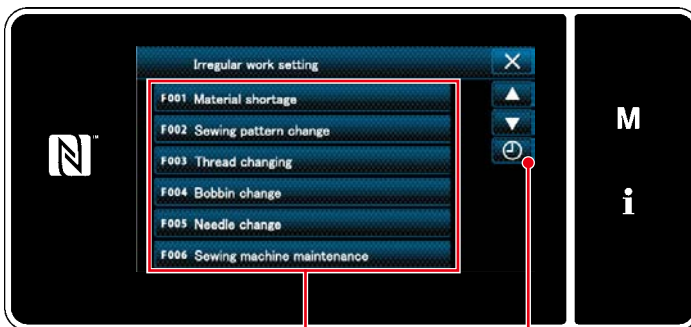 Irregular work setting
F001 Material shortage
F002 Sewing pattern change
F003 Thread changing
F004 Bobbin change
F005 Needle change
F006 Sewing machine maintenance
N™
M
i